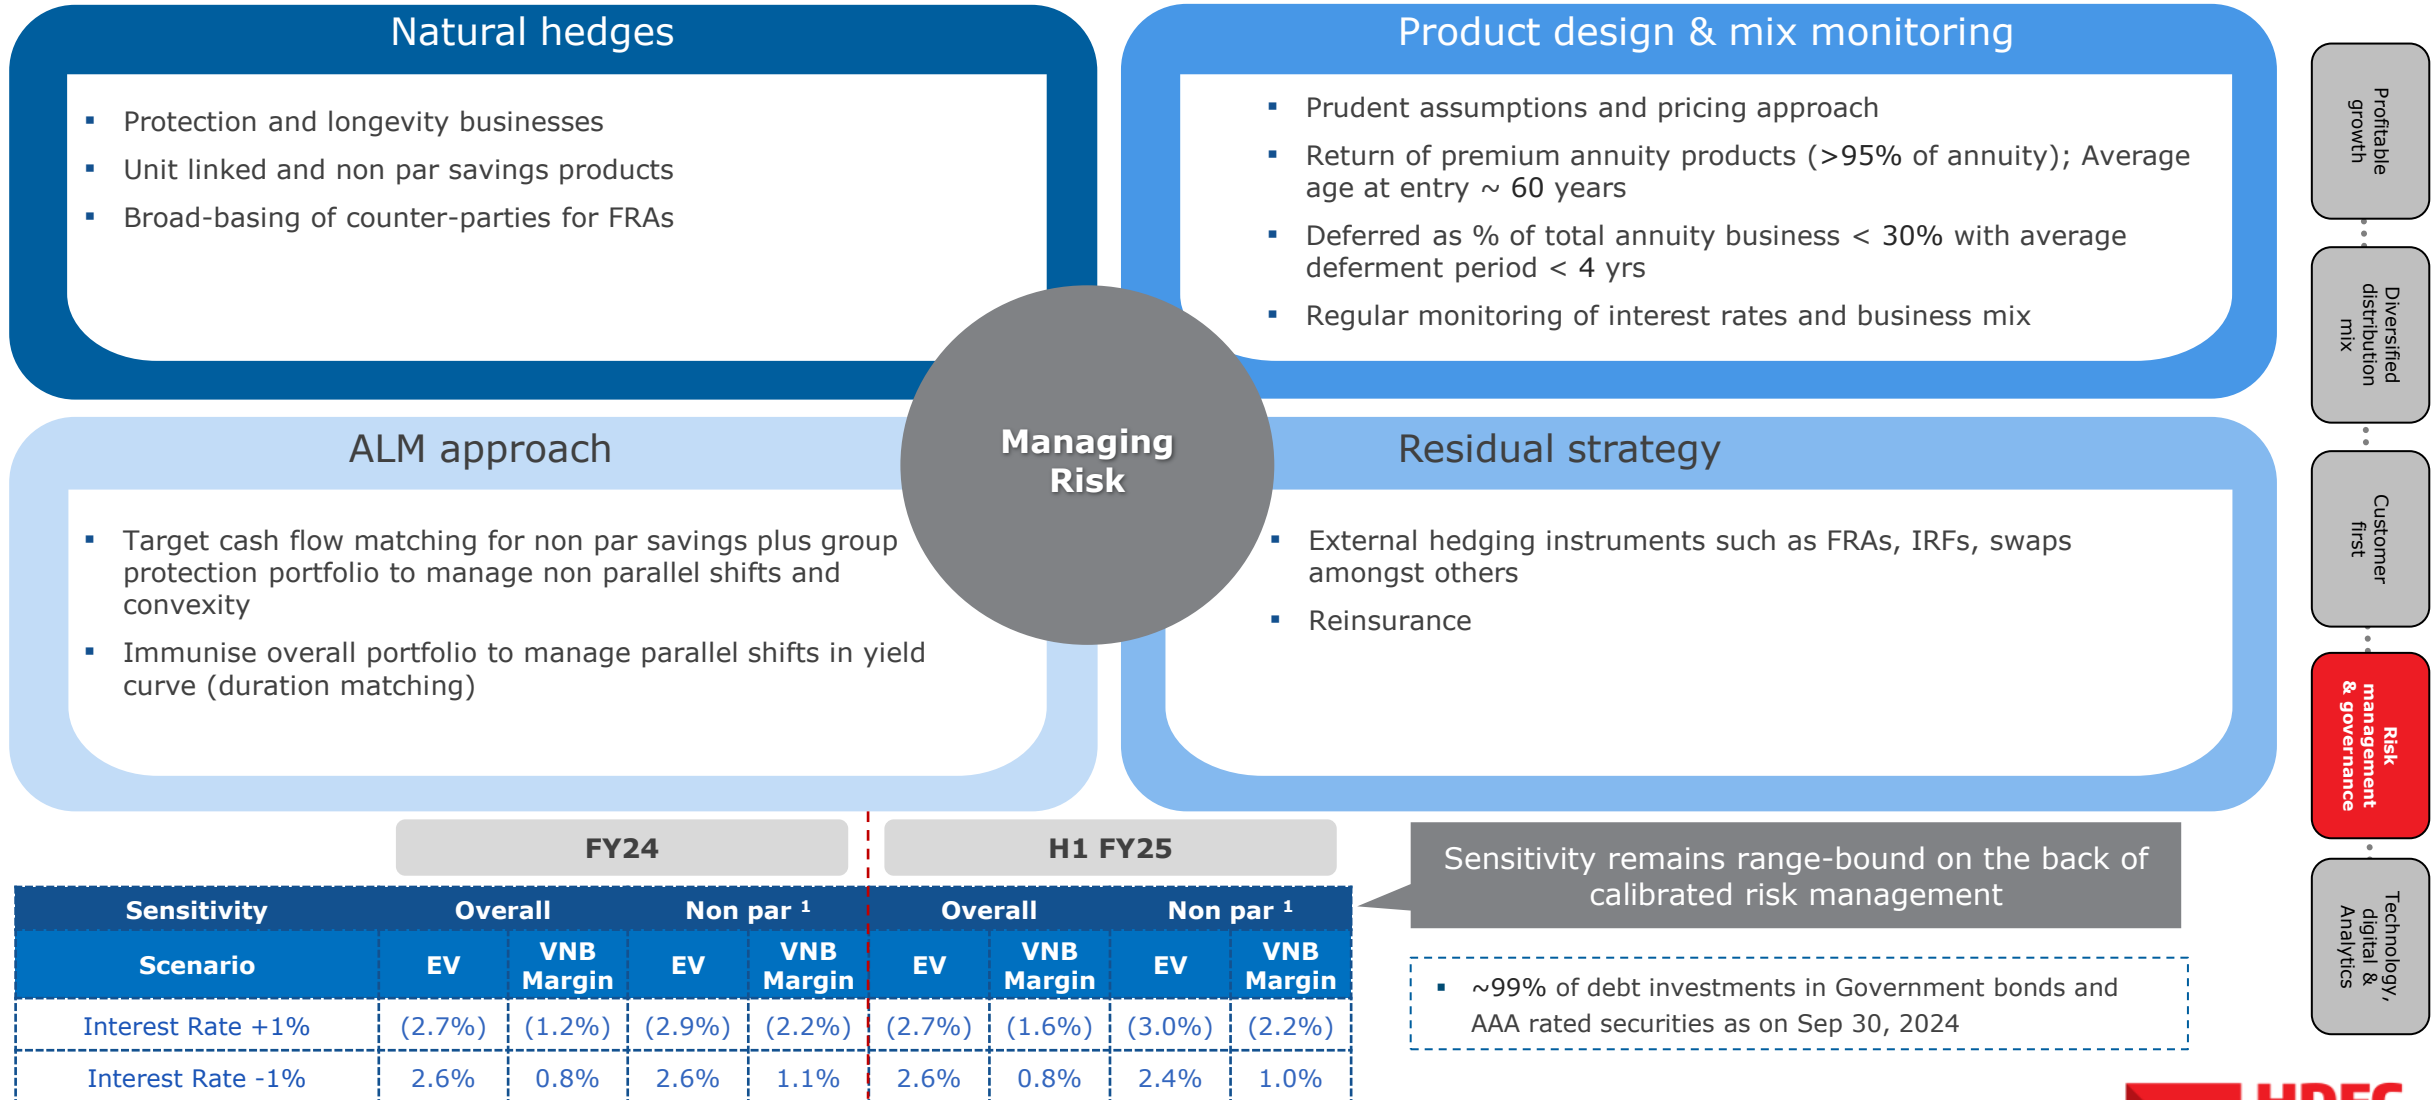 Natural hedges
▪ Protection and longevity businesses
▪ Unit linked and non par savings products
▪ Broad-basing of counter-parties for FRAs
Product design & mix monitoring
▪ Prudent assumptions and pricing approach
▪ Return of premium annuity products (>95% of annuity); Average
age at entry ~ 60 years
▪ Deferred as % of total annuity business < 30% with average
deferment period < 4 yrs
▪ Regular monitoring of interest rates and business mix
Managing
Risk
ALM approach
▪ Target cash flow matching for non par savings plus group
protection portfolio to manage non parallel shifts and
convexity
▪ Immunise overall portfolio to manage parallel shifts in yield
curve (duration matching)
Residual strategy
▪ External hedging instruments such as FRAs, IRFs, swaps
amongst others
▪ Reinsurance
Profitable
growth
Diversified
distribution
mix
Customer
first
Risk
management
& governance
Technology,
digital &
Analytics
FY24 H1 FY25
Sensitivity Overall Non par 1 Overall Non par 1
Scenario EV VNB Margin EV VNB Margin EV VNB Margin EV VNB Margin
Interest Rate +1% (2.7%) (1.2%) (2.9%) (2.2%) (2.7%) (1.6%) (3.0%) (2.2%)
Interest Rate -1% 2.6% 0.8% 2.6% 1.1% 2.6% 0.8% 2.4% 1.0%
Sensitivity remains range-bound on the back of
calibrated risk management
▪ ~99% of debt investments in Government bonds and
AAA rated securities as on Sep 30, 2024